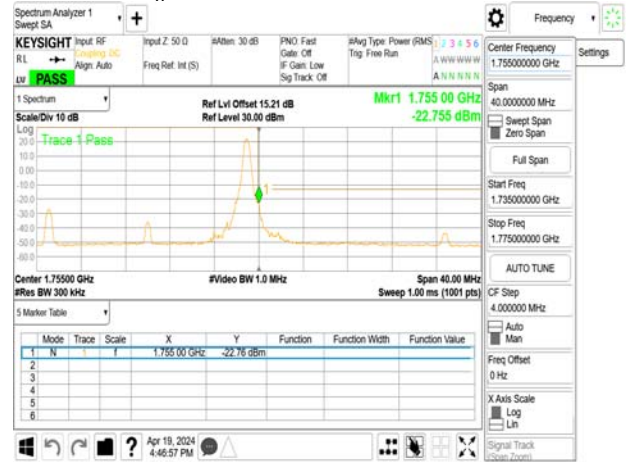 Spectrum Analyzer 1
Swept SA
+
Frequency
KEYSIGHT Input: RF Input Z: 50 Ω #Atten: 30 dB PNO: Fast #Avg Type: Power (RMS 1 2 3 4 5 6
RL Coupling: DC Gate: Off Trig: Free Run A W W W W W
Align: Auto Freq Ref: Int (S) IF Gain: Low
LW PASS Sig Track: Off A N N N N N
1 Spectrum Ref Lvl Offset 15.21 dB Mkr1 1.755 00 GHz
Scale/Div 10 dB Ref Level 30.00 dBm -22.755 dBm
Log
Trace 1 Pass
20.0
10.0
0.00
-10.0
1
-20.0
-30.0
-40.0
-50.0
-60.0
Center 1.75500 GHz #Video BW 1.0 MHz Span 40.00 MHz
#Res BW 300 kHz Sweep 1.00 ms (1001 pts)
5 Marker Table
Mode Trace Scale X Y Function Function Width Function Value
1 N 1 f 1.755 00 GHz -22.76 dBm
2
3
4
5
6
? Apr 19, 2024
4:46:57 PM
Center Frequency
1.755000000 GHz
Settings
Span
40.0000000 MHz
Swept Span
Zero Span
Full Span
Start Freq
1.735000000 GHz
Stop Freq
1.775000000 GHz
AUTO TUNE
CF Step
4.000000 MHz
Auto
Man
Freq Offset
0 Hz
X Axis Scale
Log
Lin
Signal Track
(Span Zoom)